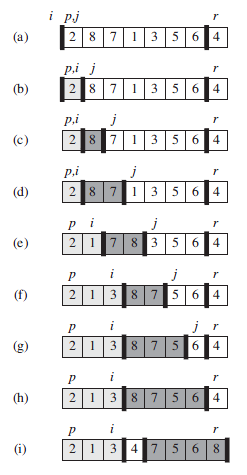 i p,j r
(a) 2 8 7 1 3 5 6 4
p,i j r
(b) 2 8 7 1 3 5 6 4
p,i j r
(c) 2 8 7 1 3 5 6 4
p,i j r
(d) 2 8 7 1 3 5 6 4
p i j r
(e) 2 1 7 8 3 5 6 4
p i j r
(f) 2 1 3 8 7 5 6 4
p i j r
(g) 2 1 3 8 7 5 6 4
p i r
(h) 2 1 3 8 7 5 6 4
p i r
(i) 2 1 3 4 7 5 6 8